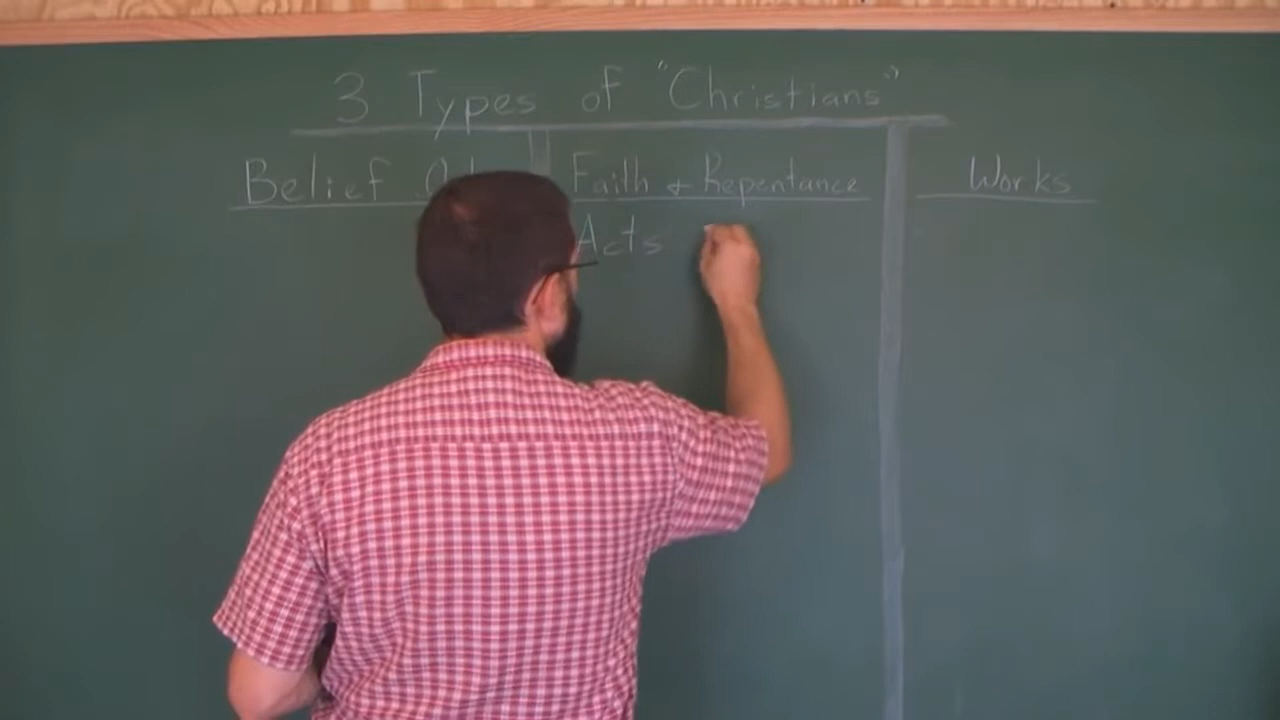 3 Types of "Christians"
Belief Faith & Repentance Works
Acts